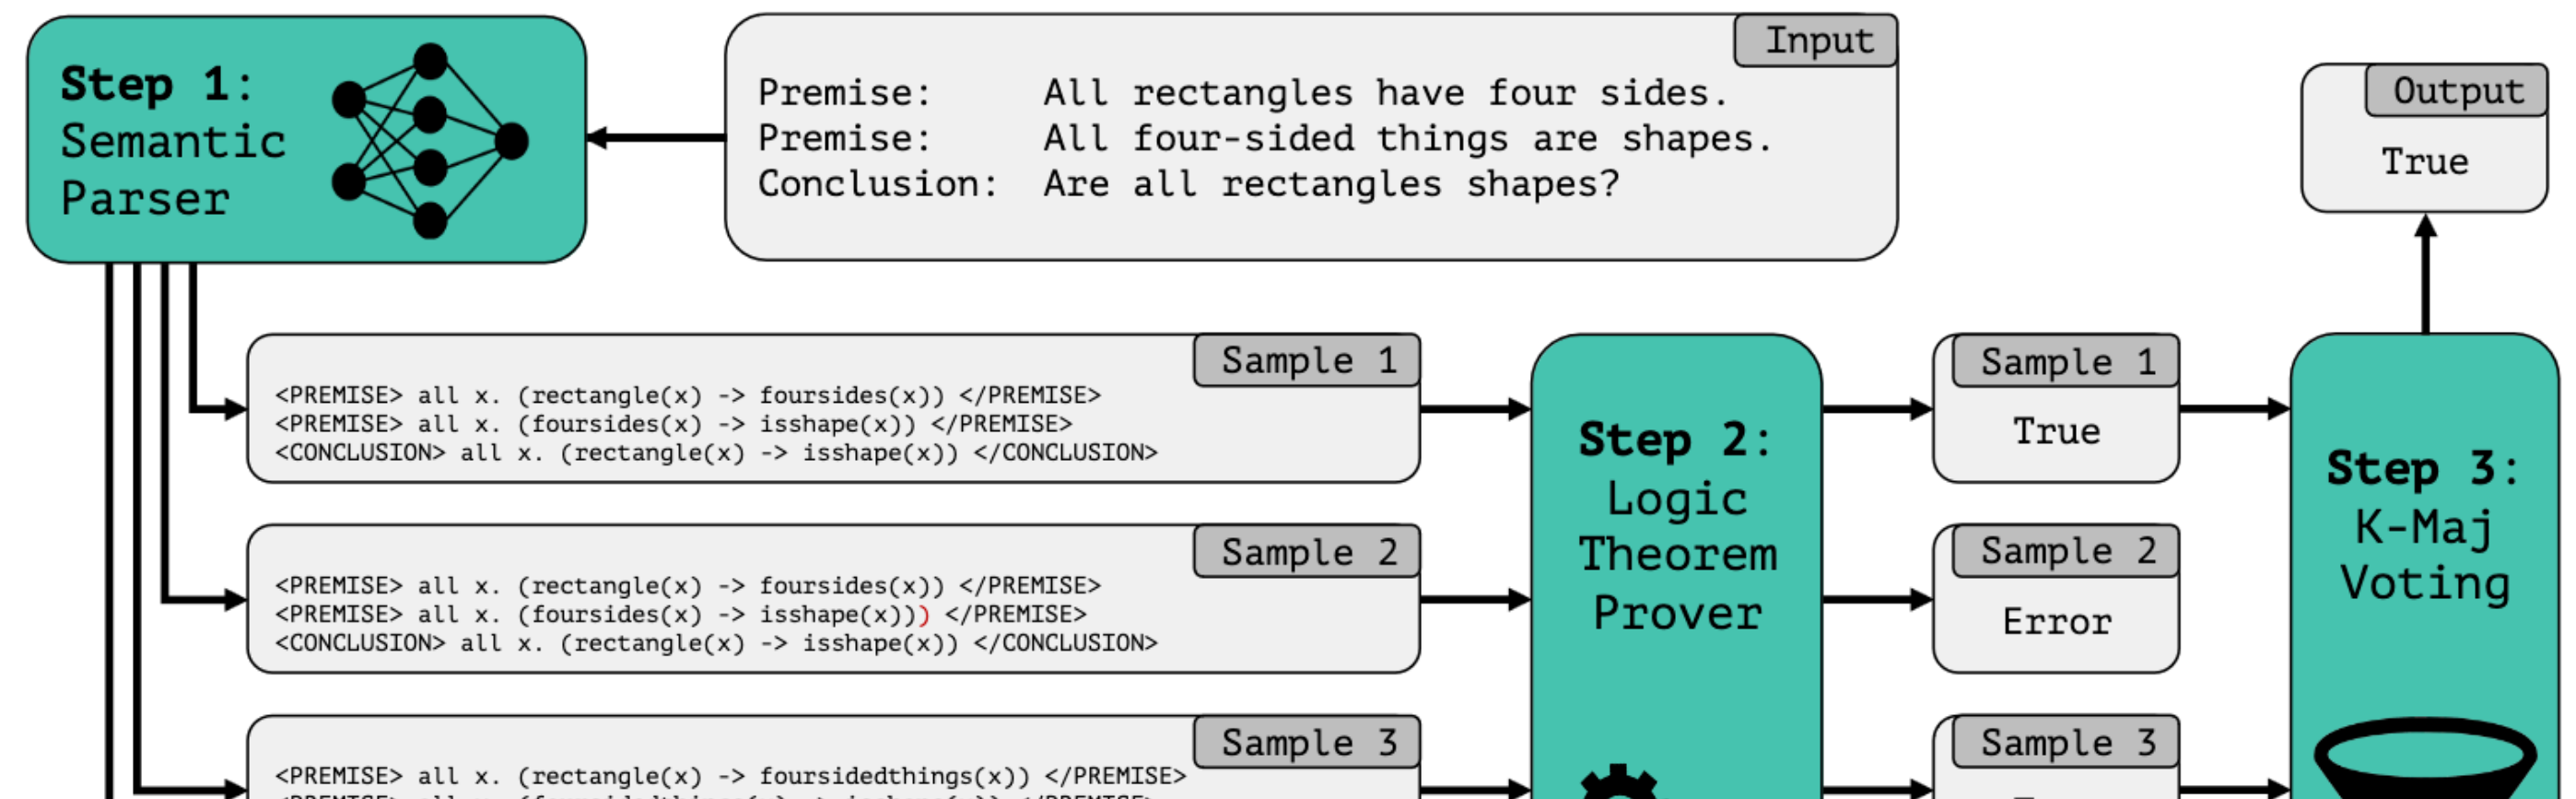 Step 1:
Semantic
Parser
Input
Premise: All rectangles have four sides.
Premise: All four-sided things are shapes.
Conclusion: Are all rectangles shapes?
Output
True
Sample 1
<PREMISE> all x. (rectangle(x) -> foursides(x)) </PREMISE>
<PREMISE> all x. (foursides(x) -> isshape(x)) </PREMISE>
<CONCLUSION> all x. (rectangle(x) -> isshape(x)) </CONCLUSION>
Sample 2
<PREMISE> all x. (rectangle(x) -> foursides(x)) </PREMISE>
<PREMISE> all x. (foursides(x) -> isshape(x))) </PREMISE>
<CONCLUSION> all x. (rectangle(x) -> isshape(x)) </CONCLUSION>
Sample 3
<PREMISE> all x. (rectangle(x) -> foursidedthings(x)) </PREMISE>
Step 2:
Logic
Theorem
Prover
Sample 1
True
Sample 2
Error
Sample 3
Step 3:
K-Maj
Voting